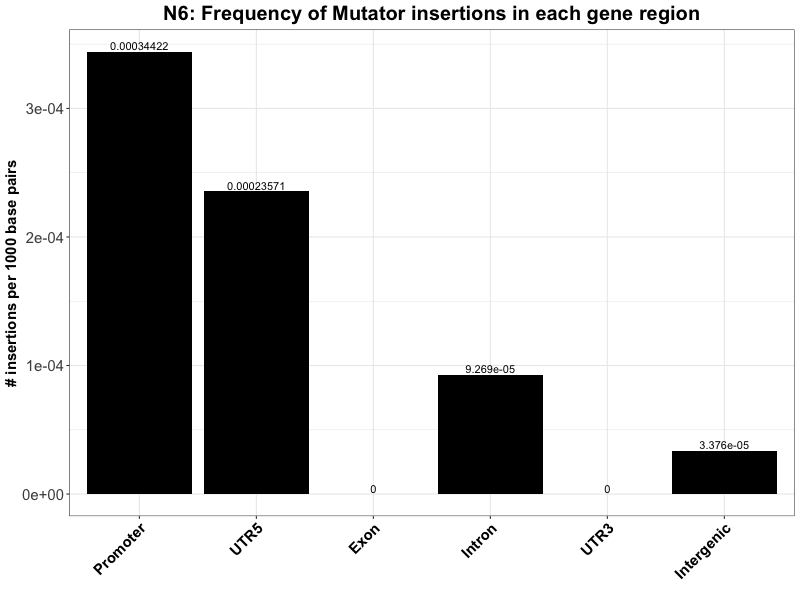 N6: Frequency of Mutator insertions in each gene region
# insertions per 1000 base pairs
3e-04
2e-04
1e-04
0e+00
0.00034422
0.00023571
0
9.269e-05
0
3.376e-05
Promoter
UTR5
Exon
Intron
UTR3
Intergenic